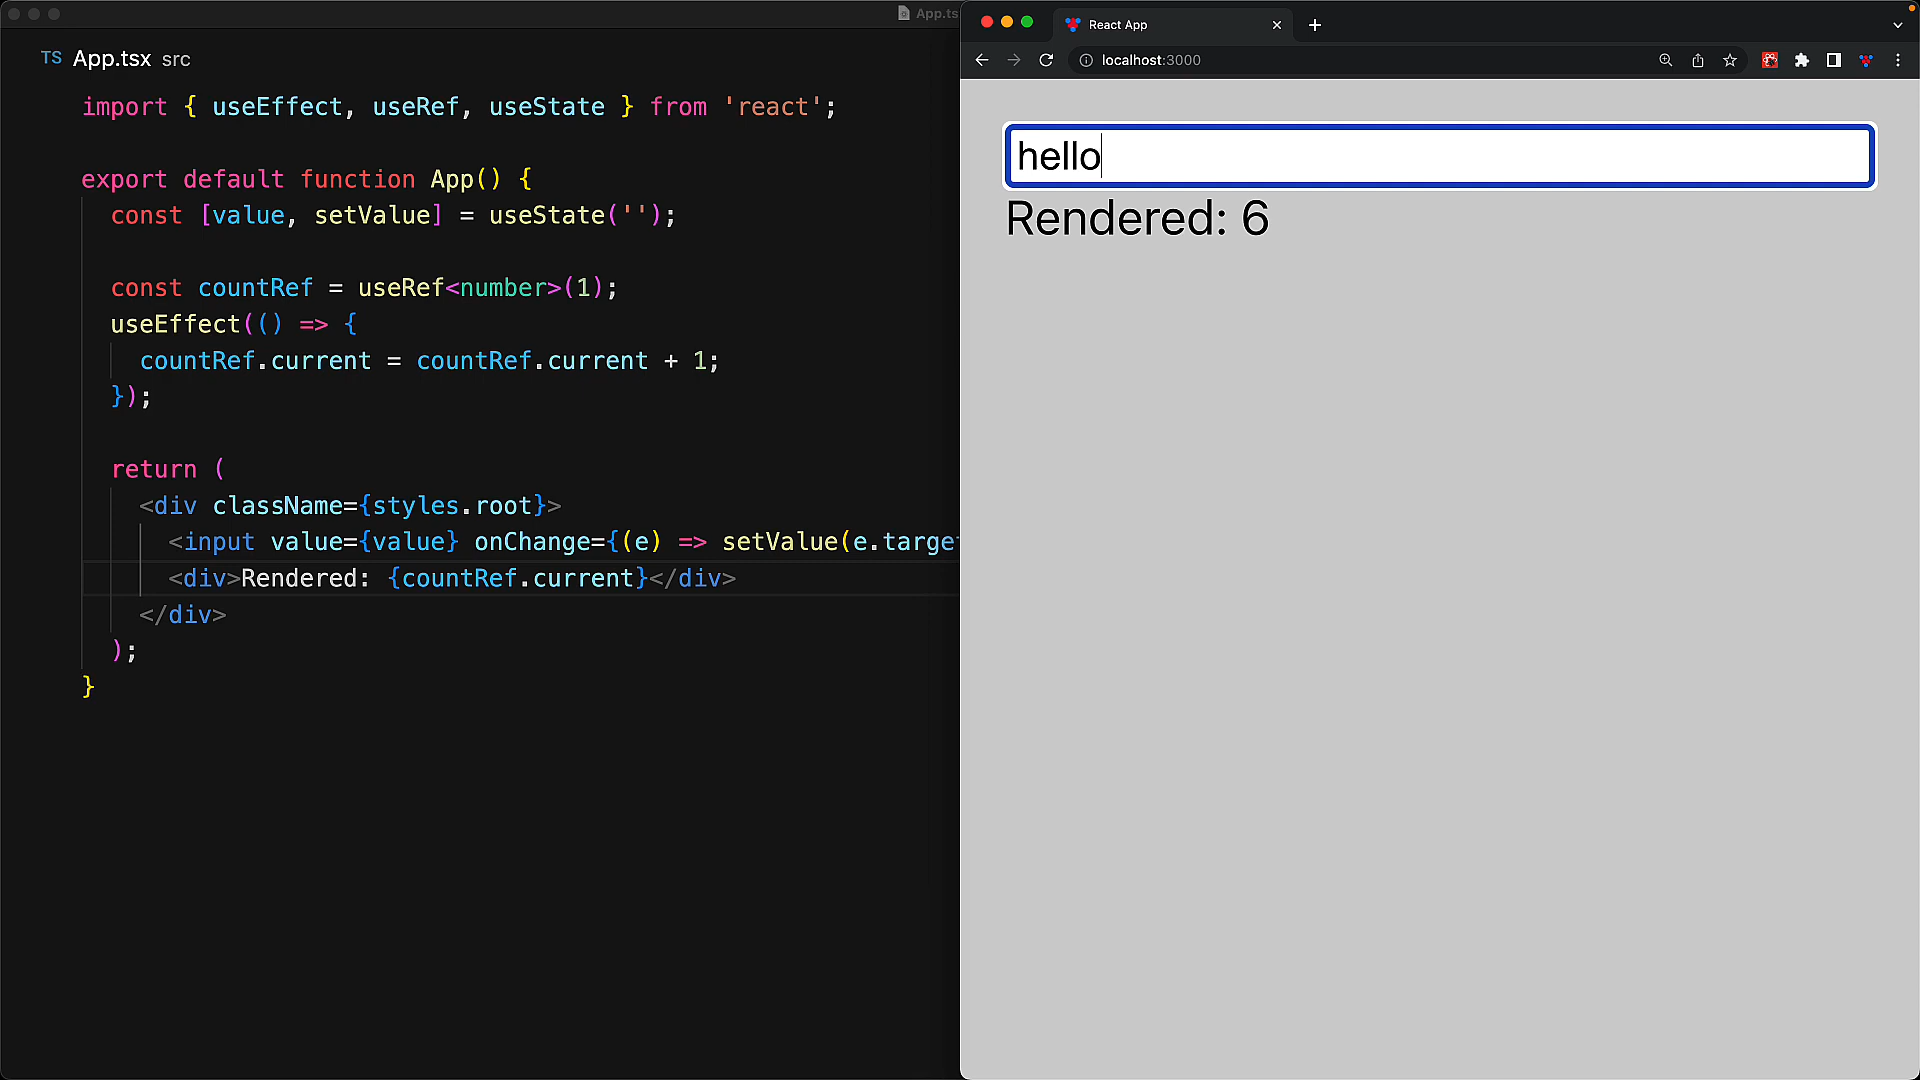 App.ts
TS App.tsx src
import { useEffect, useRef, useState } from 'react';
export default function App() {
const [value, setValue] = useState('');
const countRef = useRef<number>(1);
useEffect(() => {
countRef.current = countRef.current + 1;
});
return (
<div className={styles.root}>
<input value={value} onChange={(e) => setValue(e.target
<div>Rendered: {countRef.current}</div>
</div>
);
}
React App
localhost:3000
hello
Rendered: 6